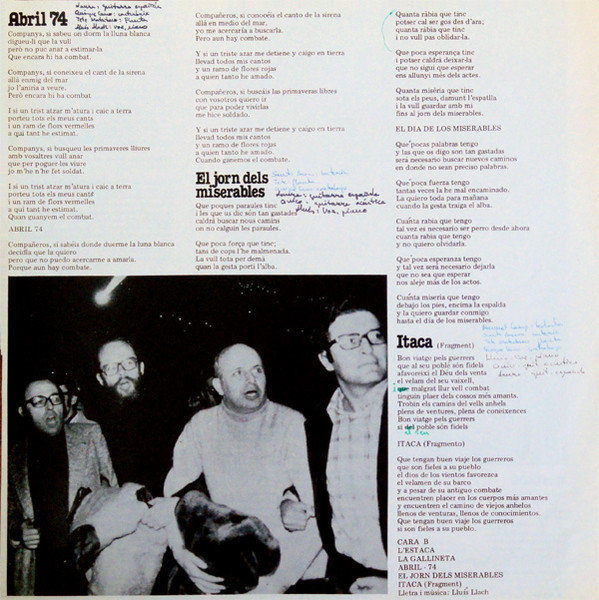 Abril 74
Companys, si sabeu on dorm la lluna blanca
digueu-li que la vull
però no puc anar a estimar-la
Que encara hi ha combat.
Companys, si coneixeu el cant de la sirena
allà enmig del mar
jo l'aniria a veure.
Però encara hi ha combat
I si un trist atzar m'atura i caic a terra
porteu tots els meus cants
i un ram de flors vermelles
a qui tant he estimat.
Companys, si busqueu les primaveres lliures
amb vosaltres vull anar
que per poguer-les viure
jo m'he n'he fet soldat.
I si un trist atzar m'atura i caic a terra
porteu tots els meus cants
i un ram de flors vermelles
a qui tant he estimat.
Quan guanyem el combat.
ABRIL 74
Compañeros, si sabéis donde duerme la luna blanca
decidla que la quiero
pero que no puedo acercarme a amarla.
Porque aun hay combate.
Compañeros, si conocéis el canto de la sirena
allá en medio del mar,
yo me acercaría a buscarla.
Pero aun hay combate.
Y si un triste azar me detiene y caigo en tierra
llevad todos mis cantos
y un ramo de flores rojas
a quien tanto he amado.
Compañeros, si buscáis las primaveras libres
con vosotros quiero ir
que para poder vivirlas
me hice soldado.
Y si un triste azar me detiene y caigo en tierra
llevad todos mis cantos
y un ramo de flores rojas
a quien tanto he amado.
Cuando ganemos el combate.
El jorn dels
miserables
Que poques paraules tinc
i les que us dic són tan gastades
caldrà buscar nous camins
on no calguin les paraules.
Que poca força que tinc;
tans de cops l'he malmenada.
La vull tota per demà
quan la gesta porti l'alba.
Quanta ràbia que tinc
potser cal ser gos des d'ara;
quanta ràbia que tinc
i no vull pas oblidar-la.
Que poca esperança tinc
i potser caldrà deixar-la
que no sigui que esperar
ens allunyi més dels actes.
Quanta misèria que tinc
sota els peus, damunt l'espatlla
i la vull guardar amb mi
fins al jorn dels miserables.
EL DIA DE LOS MISERABLES
Que pocas palabras tengo
y las que os digo son tan gastadas
será necesario buscar nuevos caminos
en donde no sean preciso palabras.
Que poca fuerza tengo
tantas veces la he mal encaminado.
La quiero toda para mañana
cuando la gesta traiga el alba.
Cuánta rabia que tengo
tal vez es necesario ser perro desde ahora
cuanta rabia que tengo
y no quiero olvidarla.
Que poca esperanza tengo
y tal vez será necesario dejarla
que no sea que esperar
nos aleje más de los actos.
Cuánta miseria que tengo
debajo los pies, encima la espalda
y la quiero guardar conmigo
hasta el día de los miserables.
Itaca (Fragment)
Bon viatge pels guerrers
que al seu poble són fidels
afavoreixi el Déu dels vents
el velam del seu vaixell,
malgrat llur vell combat
tinguin plaer dels cossos més amants.
Trobin els camins del vells anhels
plens de ventures, plens de coneixences
Bon viatge pels guerrers
si poble són fidels
ITACA (Fragmento)
Que tengan buen viaje los guerreros
que son fieles a su pueblo
el dios de los vientos favorezca
el velamen de su barco
y a pesar de su antiguo combate
encuentren placer en los cuerpos más amantes
y encuentren el camino de viejos anhelos
llenos de venturas, llenos de conocimientos.
Que tengan buen viaje los guerreros
si son fieles a su pueblo.
CARA B
L'ESTACA
LA GALLINETA
ABRIL - 74
EL JORN DELS MISERABLES
ITACA (Fragment)
Lletra i música: Lluís Llach